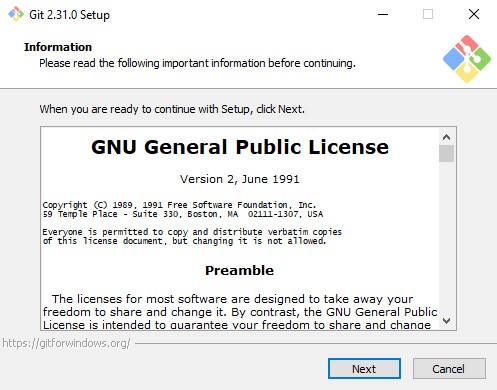 Git 2.31.0 Setup
Information
Please read the following important information before continuing.
When you are ready to continue with Setup, click Next.
GNU General Public License
Version 2, June 1991
Copyright (C) 1989, 1991 Free Software Foundation, Inc.
59 Temple Place - Suite 330, Boston, MA  02111-1307, USA
Everyone is permitted to copy and distribute verbatim copies
of this license document, but changing it is not allowed.
Preamble
The licenses for most software are designed to take away your
freedom to share and change it. By contrast, the GNU General Public
License is intended to guarantee your freedom to share and change
https://gitforwindows.org/
Next
Cancel